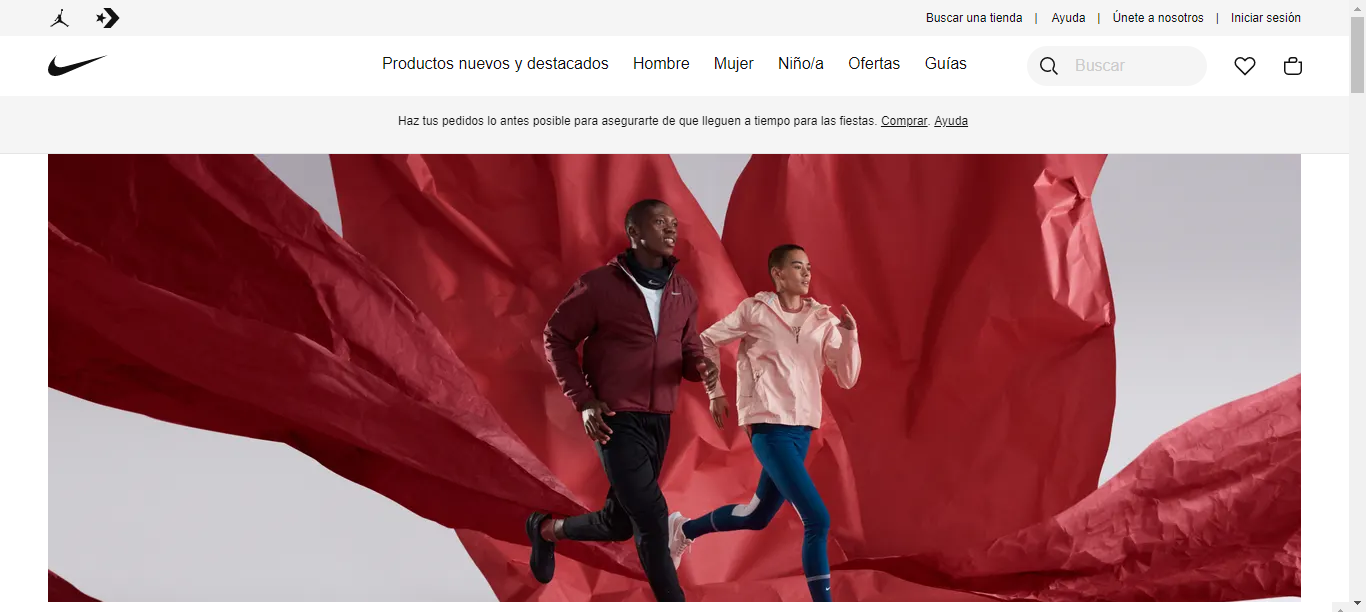 Buscar una tienda | Ayuda | Únete a nosotros | Iniciar sesión
Productos nuevos y destacados Hombre Mujer Niño/a Ofertas Guías Buscar
Haz tus pedidos lo antes posible para asegurarte de que lleguen a tiempo para las fiestas. Comprar. Ayuda